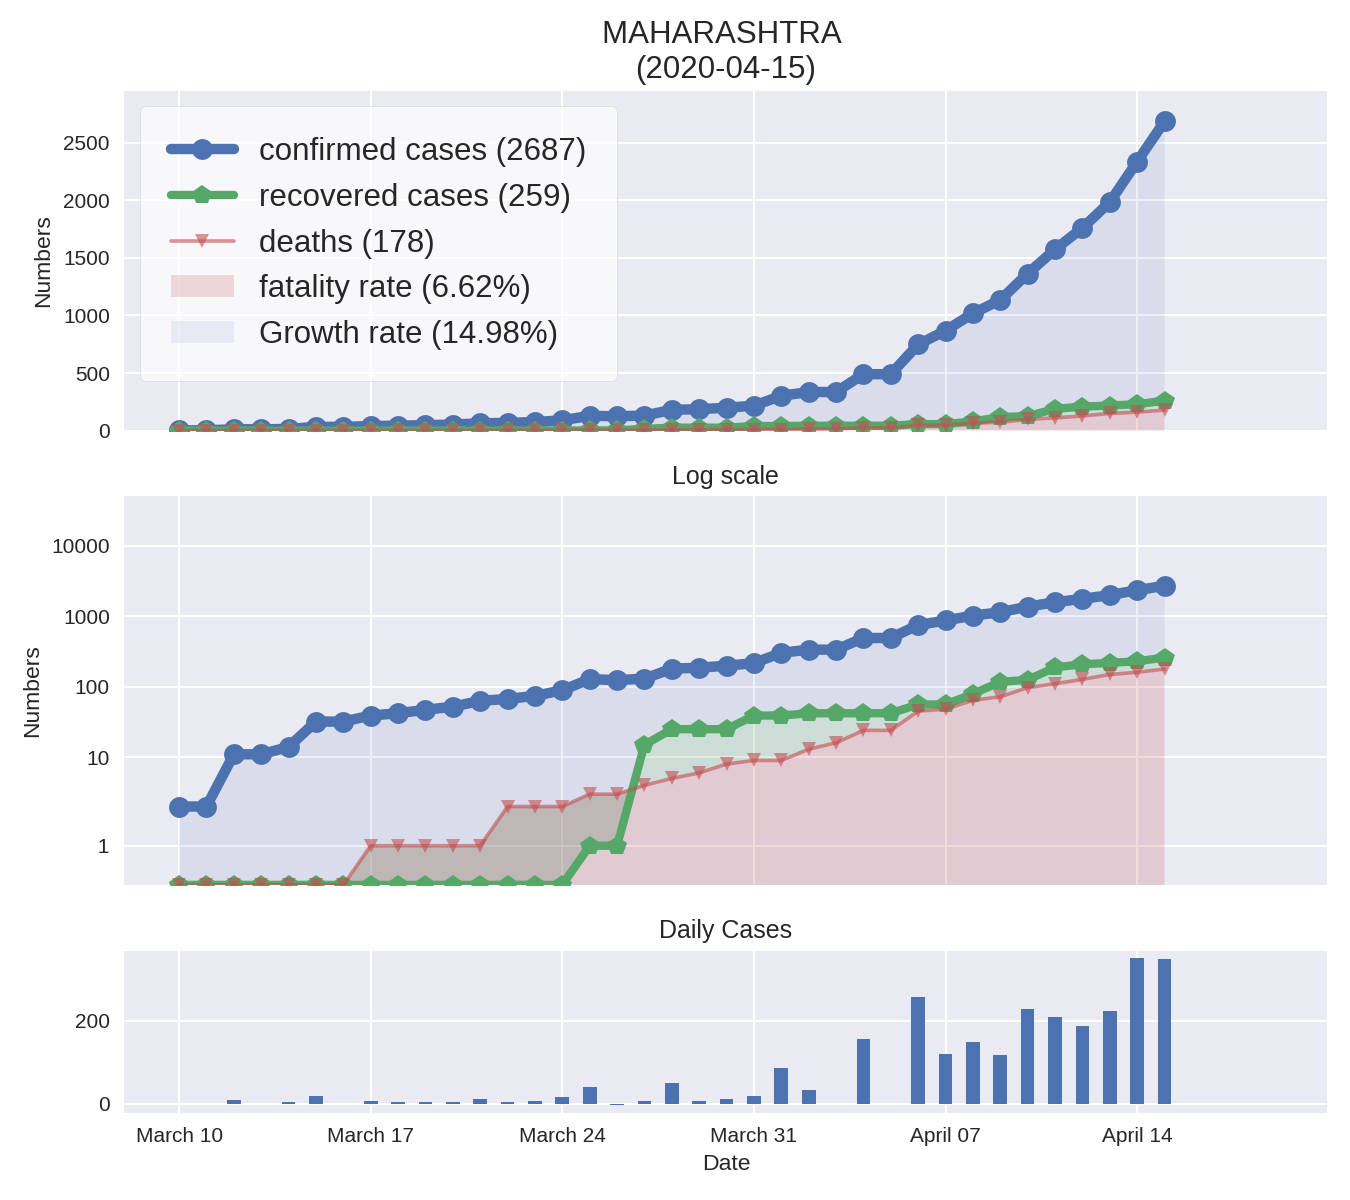 MAHARASHTRA
(2020-04-15)
confirmed cases (2687)
recovered cases (259)
deaths (178)
fatality rate (6.62%)
Growth rate (14.98%)
Numbers
2500
2000
1500
1000
500
0
Log scale
Numbers
10000
1000
100
10
1
Daily Cases
200
0
March 10 March 17 March 24 March 31 April 07 April 14
Date